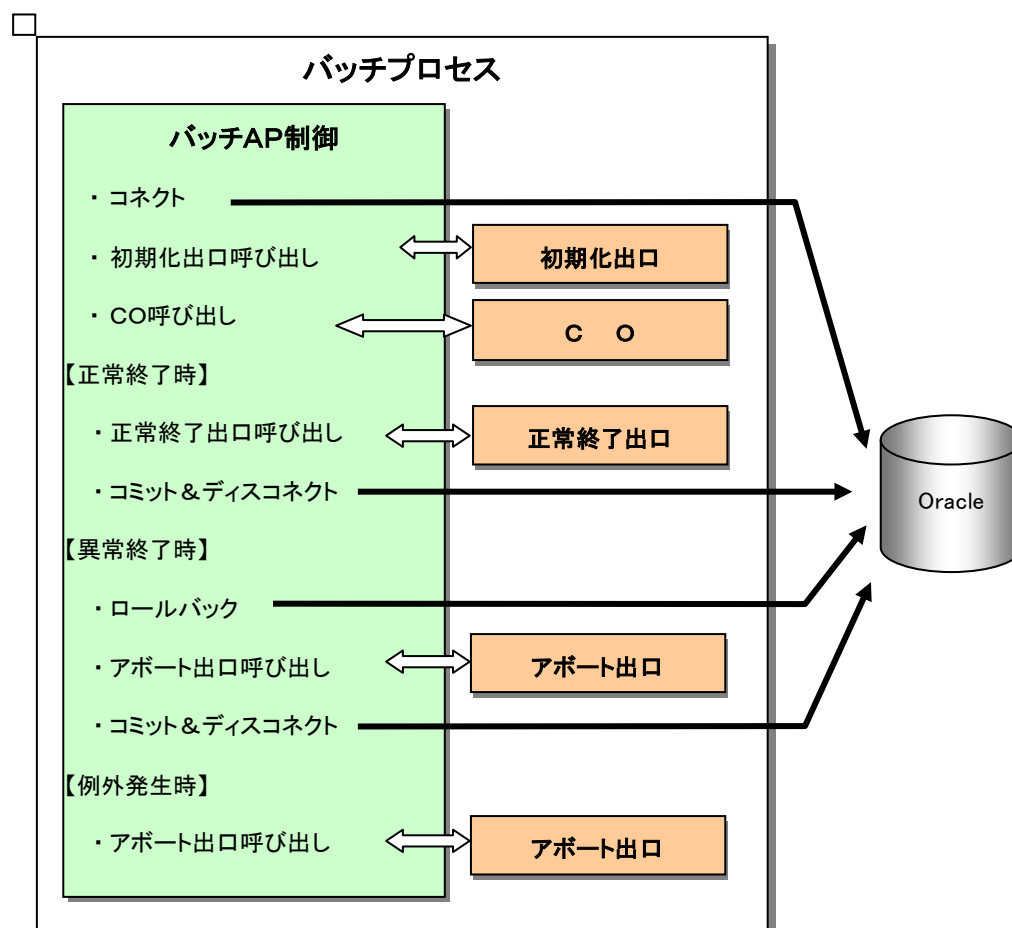 バッチプロセス
バッチAP制御
・ コネクト
・ 初期化出口呼び出し
初期化出口
・ CO呼び出し
C O
【正常終了時】
・正常終了出口呼び出し
正常終了出口
・コミット＆ディスコネクト
Oracle
【異常終了時】
・ロールバック
・アボート出口呼び出し
アボート出口
・コミット＆ディスコネクト
【例外発生時】
・アボート出口呼び出し
アボート出口